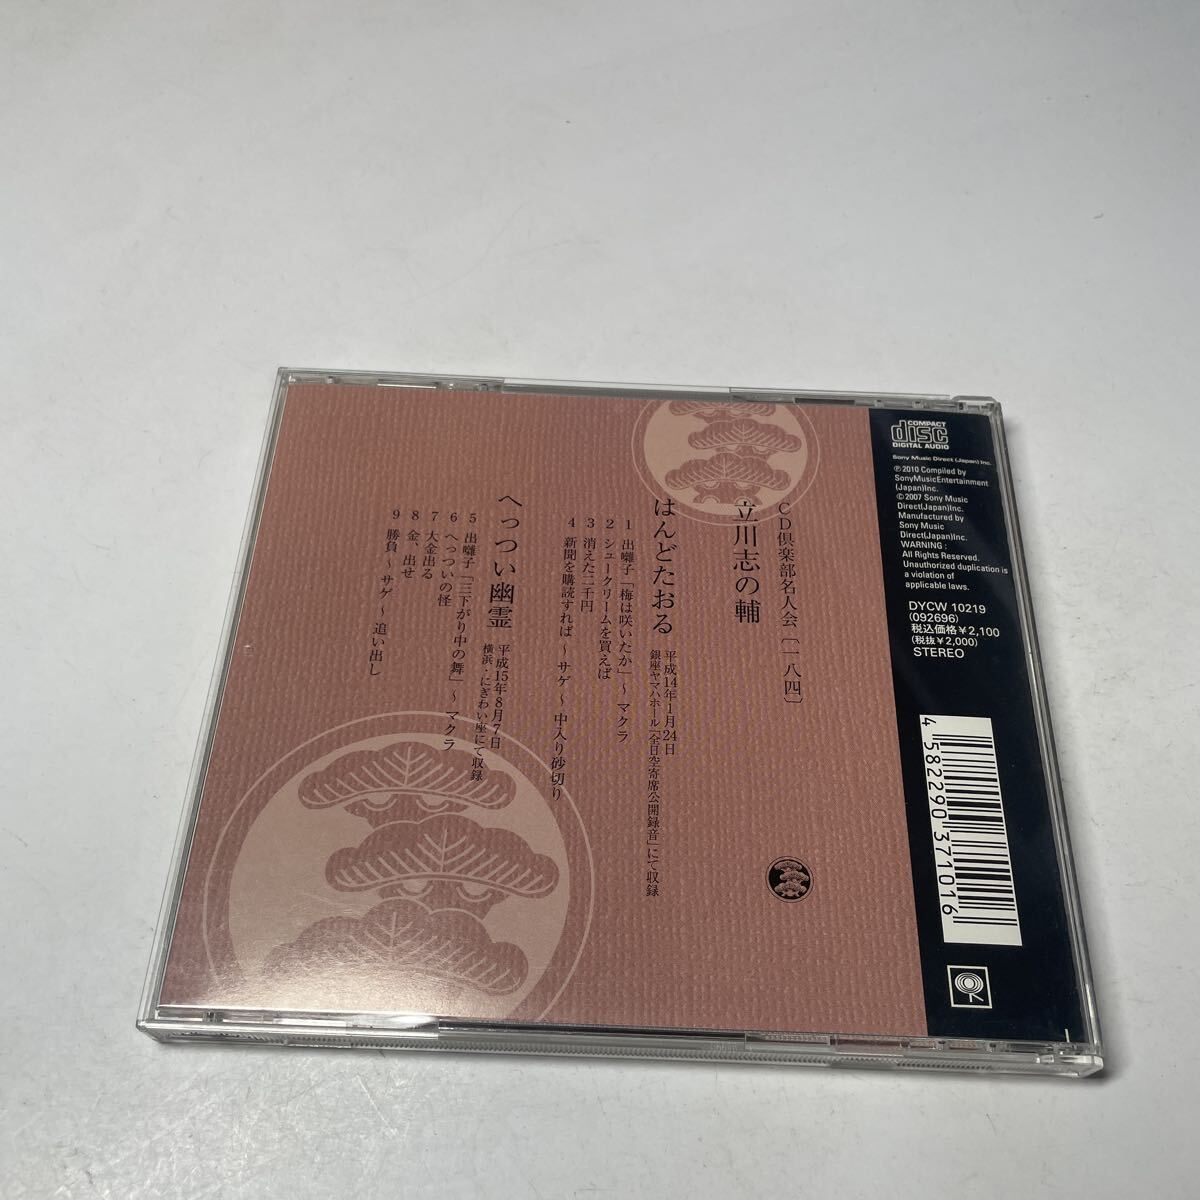 CD倶楽部名人会〔一八四〕
立川志の輔
はんどたおる
平成14年1月24日
銀座ヤマハホール「全日空寄席公開録音」にて収録
1 出囃子「梅は咲いたか」〜マクラ
2 シュークリームを買えば
3 消えた二千円
4 新聞を購読すれば〜サゲ〜中入り砂切り
へっつい幽霊
平成15年8月7日
横浜・にぎわい座にて収録
5 出囃子「三下がり中の舞」〜マクラ
6 へっついの怪
7 大金出る
8 金、出せ
9 勝負〜サゲ〜追い出し
COMPACT
disc
DIGITAL AUDIO
Sony Music Direct (Japan) Inc.
℗2010 Compiled by
SonyMusicEntertainment
(Japan)Inc.
©2007 Sony Music
Direct(Japan)Inc.
Manufactured by
Sony Music
Direct(Japan)Inc.
WARNING :
All Rights Reserved.
Unauthorized duplication is
a violation of
applicable laws.
DYCW 10219
(092696)
税込価格¥2,100
(税抜¥2,000)
STEREO
4 582290 371016